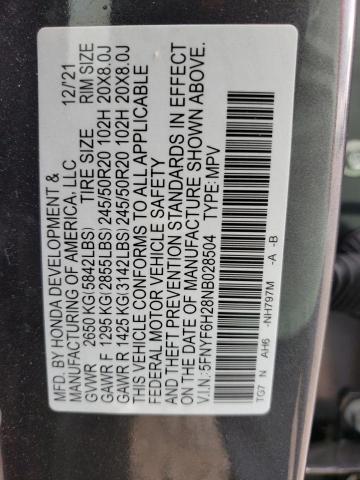 MFD. BY HONDA DEVELOPMENT & 12/21
MANUFACTURING OF AMERICA, LLC
TIRE SIZE RIM SIZE
GVWR 2650 KG(5842LBS)
GAWR F 1299 KG(2855LBS) 245/50R20 102H 20X8.0J
GAWR R 1425 KG(3142LBS) 245/50R20 102H 20X8.0J
THIS VEHICLE CONFORMS TO ALL APPLICABLE
FEDERAL MOTOR VEHICLE SAFETY
AND THEFT PREVENTION STANDARDS IN EFFECT
ON THE DATE OF MANUFACTURE SHOWN ABOVE.
V.I.N.: 5FNYF6H28NB028504 TYPE: MPV
TG7 N AH6 -NH797M -A -B